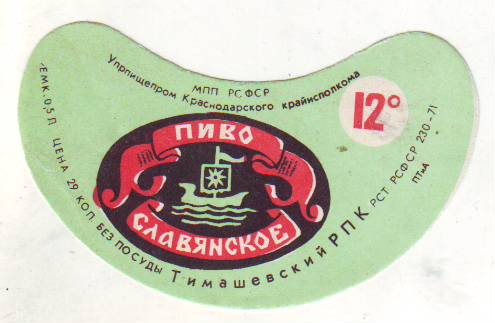 МПП РСФСР
Упрпищепром Краснодарского крайисполкома
12°
ПИВО
СЛАВЯНСКОЕ
ЕМК. 0,5 Л ЦЕНА 29 КОП. БЕЗ ПОСУДЫ
Тимашевский РПК
РСТ РСФСР 230-71
ПТиА